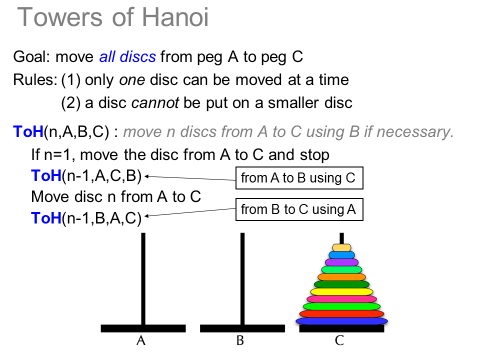 Towers of Hanoi
Goal: move all discs from peg A to peg C
Rules: (1) only one disc can be moved at a time
(2) a disc cannot be put on a smaller disc
ToH(n,A,B,C) : move n discs from A to C using B if necessary.
If n=1, move the disc from A to C and stop
ToH(n-1,A,C,B)
from A to B using C
Move disc n from A to C
ToH(n-1,B,A,C)
from B to C using A
A
B
C